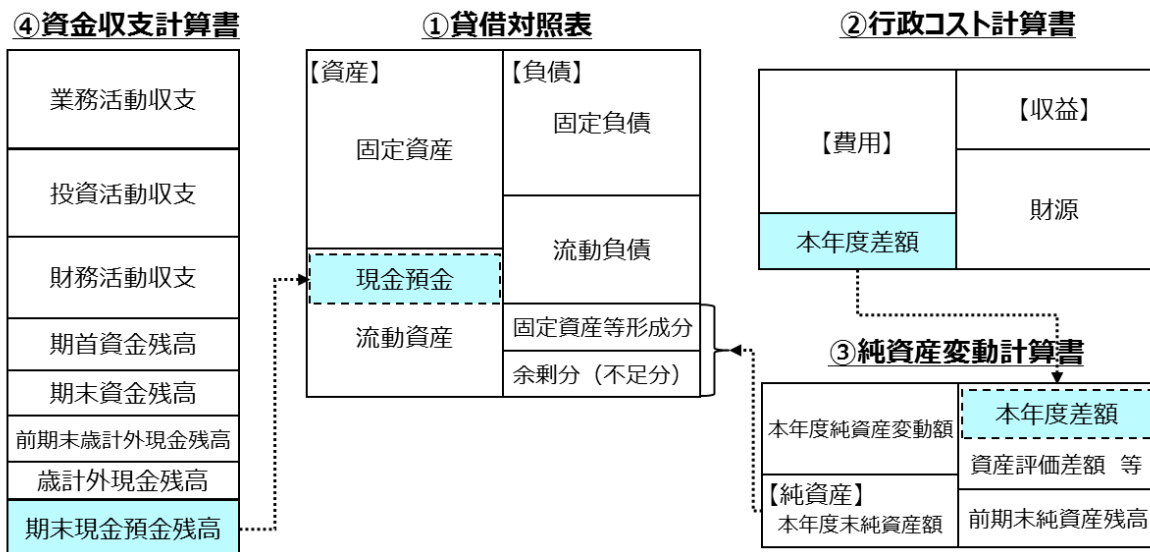 ④資金収支計算書
業務活動収支
投資活動収支
財務活動収支
期首資金残高
期末資金残高
前期末歳計外現金残高
歳計外現金残高
期末現金預金残高
①貸借対照表
【資産】
固定資産
現金預金
流動資産
【負債】
固定負債
流動負債
固定資産等形成分
余剰分（不足分）
②行政コスト計算書
【費用】
本年度差額
【収益】
財源
③純資産変動計算書
本年度純資産変動額
【純資産】
本年度末純資産額
本年度差額
資産評価差額 等
前期末純資産残高